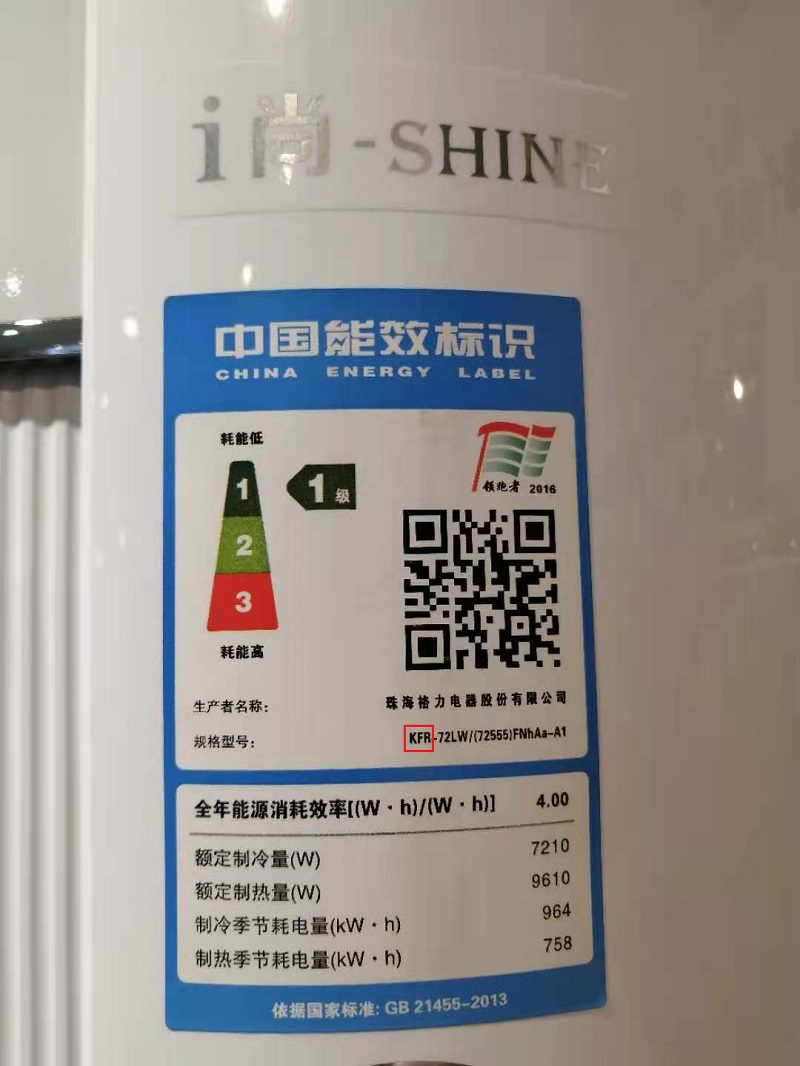 i尚-SHINE
中国能效标识
CHINA ENERGY LABEL
耗能低
1
1级
2
3
耗能高
领跑者 2016
生产者名称: 珠海格力电器股份有限公司
规格型号: KFR-72LW/(72555)FNhAa-A1
全年能源消耗效率[(W·h)/(W·h)] 4.00
额定制冷量(W) 7210
额定制热量(W) 9610
制冷季节耗电量(kW·h) 964
制热季节耗电量(kW·h) 758
依据国家标准: GB 21455-2013